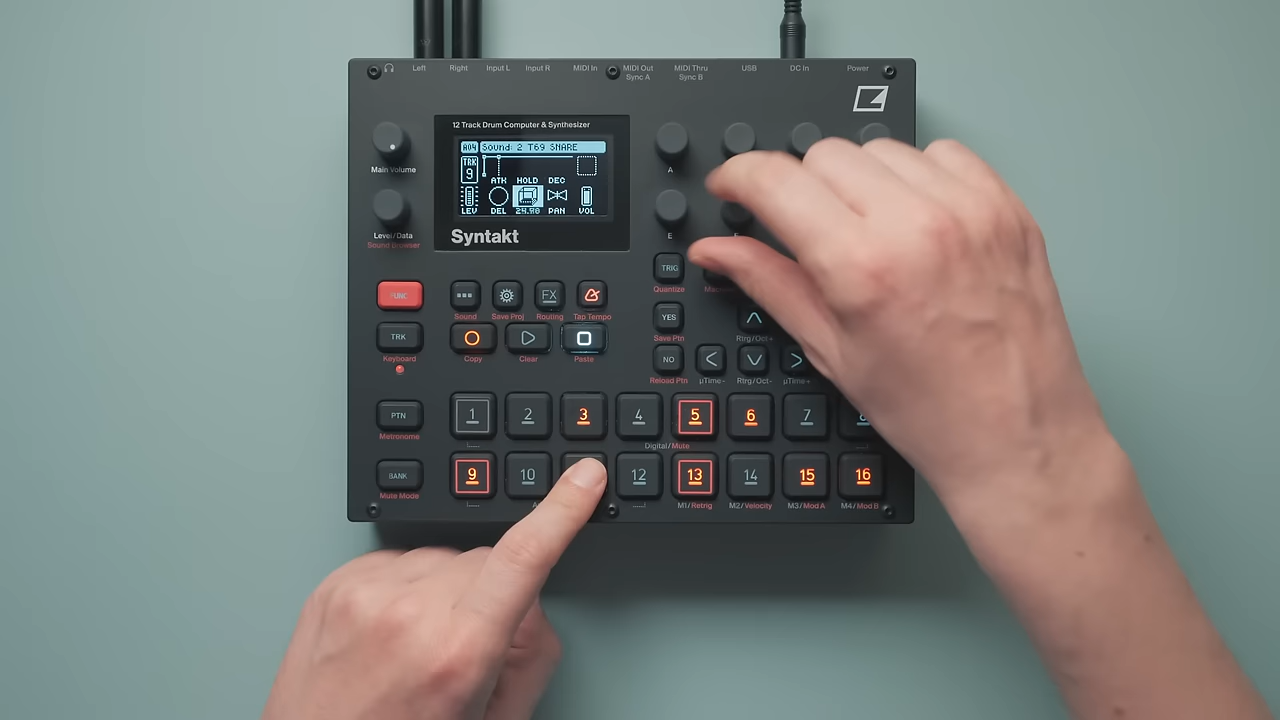 Left Right Input L Input R MIDI In MIDI Out MIDI Thru USB DC In Power
Sync A Sync B
12 Track Drum Computer & Synthesizer
A04 Sound: 2 T69 SNARE
TRK
9
ATK HOLD DEC
LEV DEL PAN VOL
Syntakt
Main Volume
Level/Data
Sound Browser
A
E
FUNC
FX
TRIG
Quantize
Sound Save Proj Routing Tap Tempo
YES
Save Ptn
Rtrg/Oct+
TRK
Keyboard
Copy Clear Paste
NO
Reload Ptn µTime- Rtrg/Oct- µTime+
PTN
Metronome
1 2 3 4 5 6 7
Digital/Mute
BANK
Mute Mode
9 10 12 13 14 15 16
M1/Retrig M2/Velocity M3/Mod A M4/Mod B